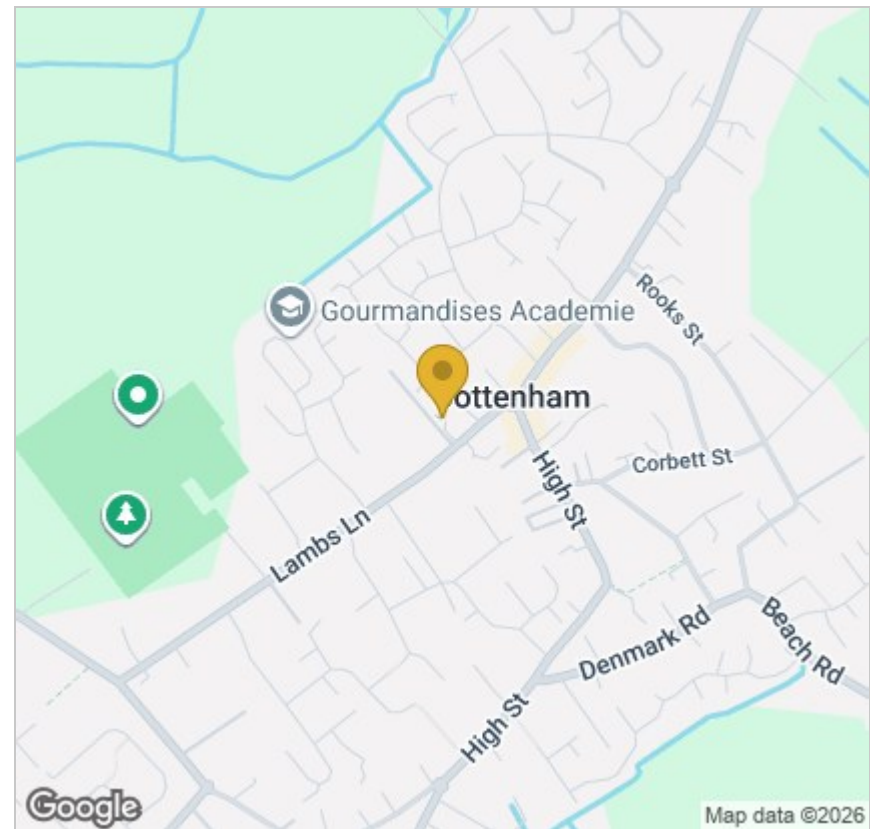 Rooks St
Gourmandises Academie
ottenham
Corbett St
High St
Lambs Ln
Denmark Rd
Beach Rd
High St
Google
Map data ©2026